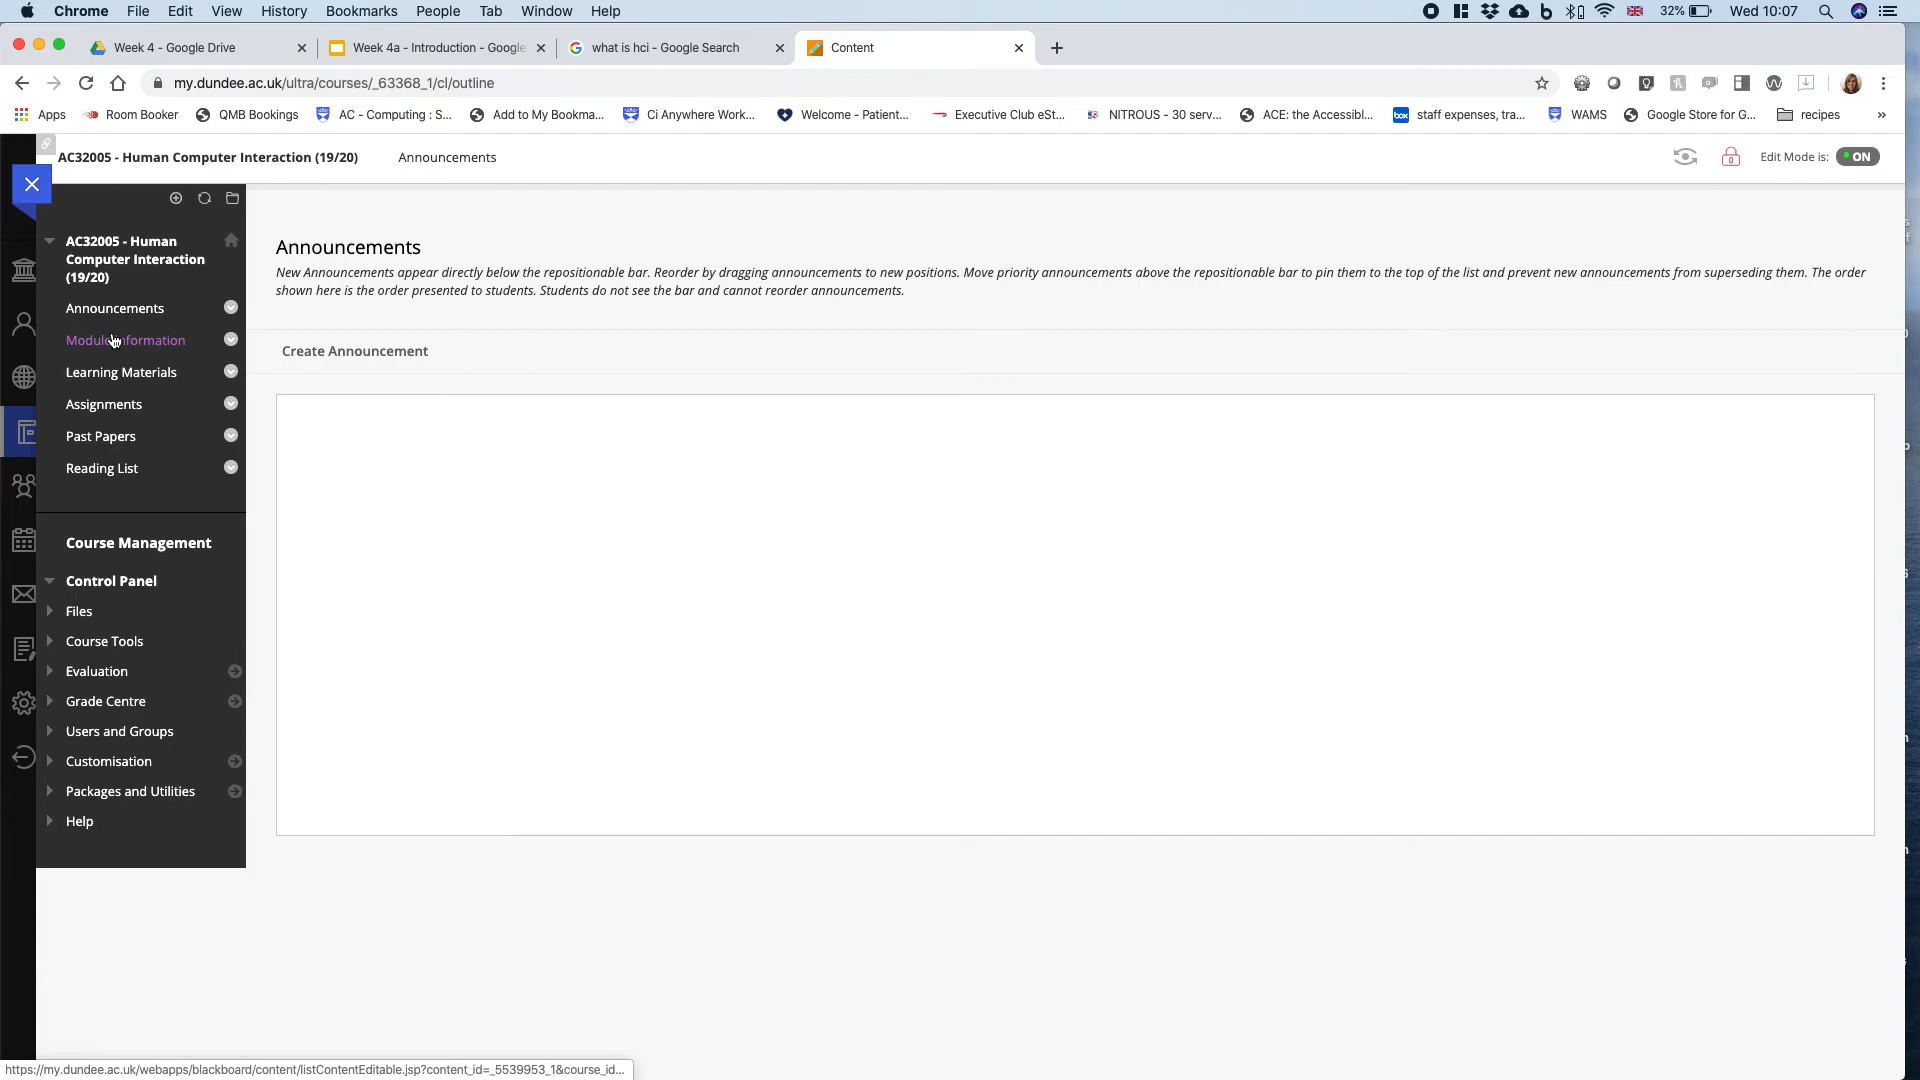 Chrome File Edit View History Bookmarks People Tab Window Help 32% Wed 10:07
Week 4 - Google Drive Week 4a - Introduction - Google what is hci - Google Search Content
my.dundee.ac.uk/ultra/courses/_63368_1/cl/outline
Apps Room Booker QMB Bookings AC - Computing : S... Add to My Bookma... Ci Anywhere Work... Welcome - Patient... Executive Club eSt... NITROUS - 30 serv... ACE: the Accessibl... box staff expenses, tra... WAMS Google Store for G... recipes »
AC32005 - Human Computer Interaction (19/20) Announcements Edit Mode is: ON
AC32005 - Human
Computer Interaction
(19/20)
Announcements
Module Information
Learning Materials
Assignments
Past Papers
Reading List
Course Management
Control Panel
Files
Course Tools
Evaluation
Grade Centre
Users and Groups
Customisation
Packages and Utilities
Help
Announcements
New Announcements appear directly below the repositionable bar. Reorder by dragging announcements to new positions. Move priority announcements above the repositionable bar to pin them to the top of the list and prevent new announcements from superseding them. The order
shown here is the order presented to students. Students do not see the bar and cannot reorder announcements.
Create Announcement
https://my.dundee.ac.uk/webapps/blackboard/content/listContentEditable.jsp?content_id=_5539953_1&course_id...